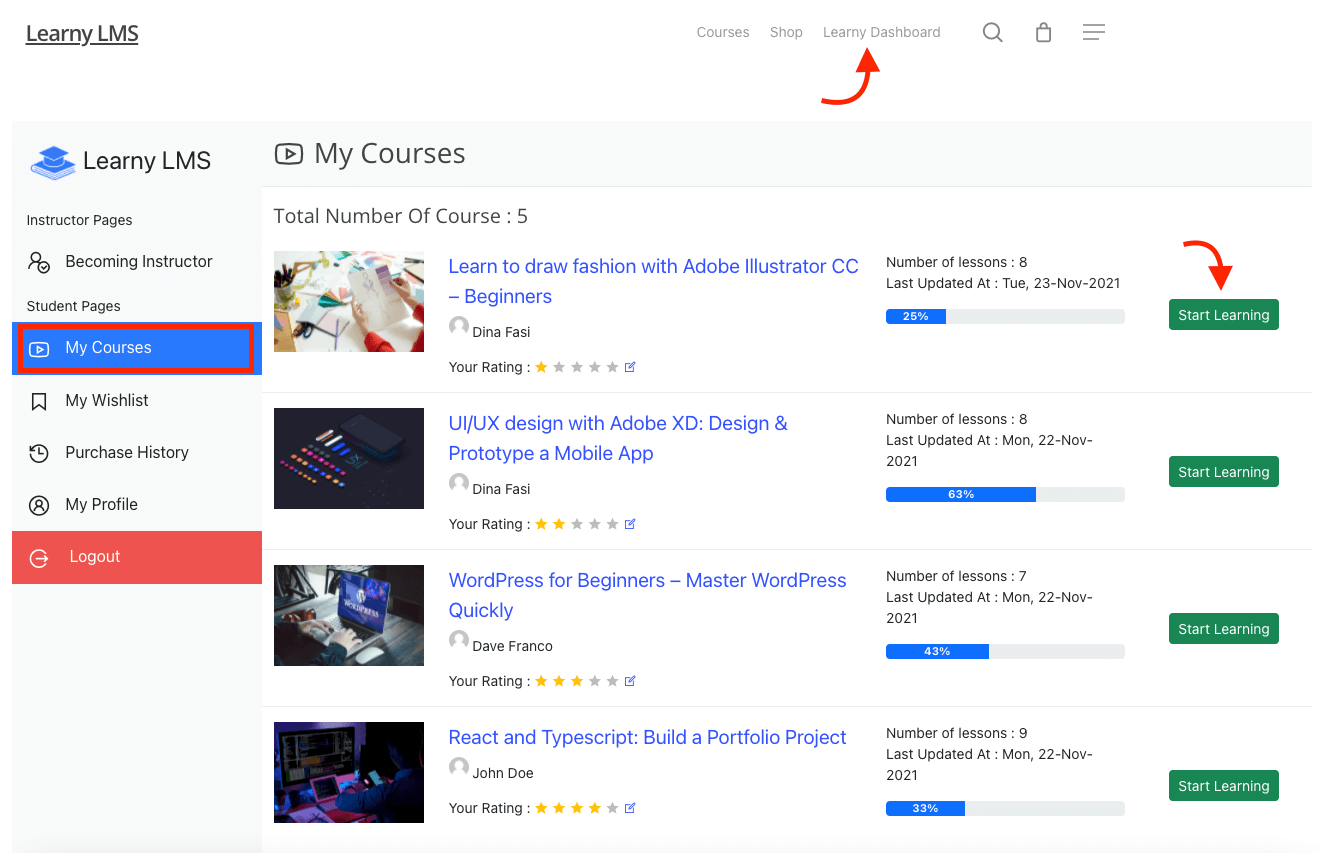 Learny LMS
Courses Shop Learny Dashboard
Learny LMS
Instructor Pages
Becoming Instructor
Student Pages
My Courses
My Wishlist
Purchase History
My Profile
Logout
My Courses
Total Number Of Course : 5
Learn to draw fashion with Adobe Illustrator CC
– Beginners
Dina Fasi
Your Rating :
Number of lessons : 8
Last Updated At : Tue, 23-Nov-2021
25%
Start Learning
UI/UX design with Adobe XD: Design &
Prototype a Mobile App
Dina Fasi
Your Rating :
Number of lessons : 8
Last Updated At : Mon, 22-Nov-
2021
63%
Start Learning
WORDPRESS
WordPress for Beginners – Master WordPress
Quickly
Dave Franco
Your Rating :
Number of lessons : 7
Last Updated At : Mon, 22-Nov-
2021
43%
Start Learning
React and Typescript: Build a Portfolio Project
John Doe
Your Rating :
Number of lessons : 9
Last Updated At : Mon, 22-Nov-
2021
33%
Start Learning